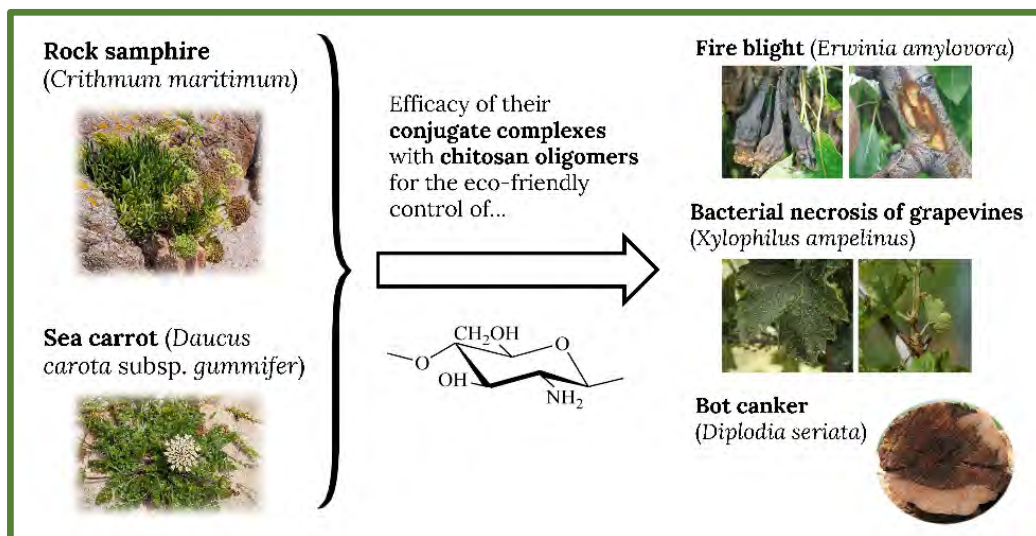 Rock samphire
(Crithmum maritimum)
Sea carrot (Daucus
carota subsp. gummifer)
Efficacy of their
conjugate complexes
with chitosan oligomers
for the eco-friendly
control of...
CH₂OH
O
O
OH
NH₂
Fire blight (Erwinia amylovora)
Bacterial necrosis of grapevines
(Xylophilus ampelinus)
Bot canker
(Diplodia seriata)